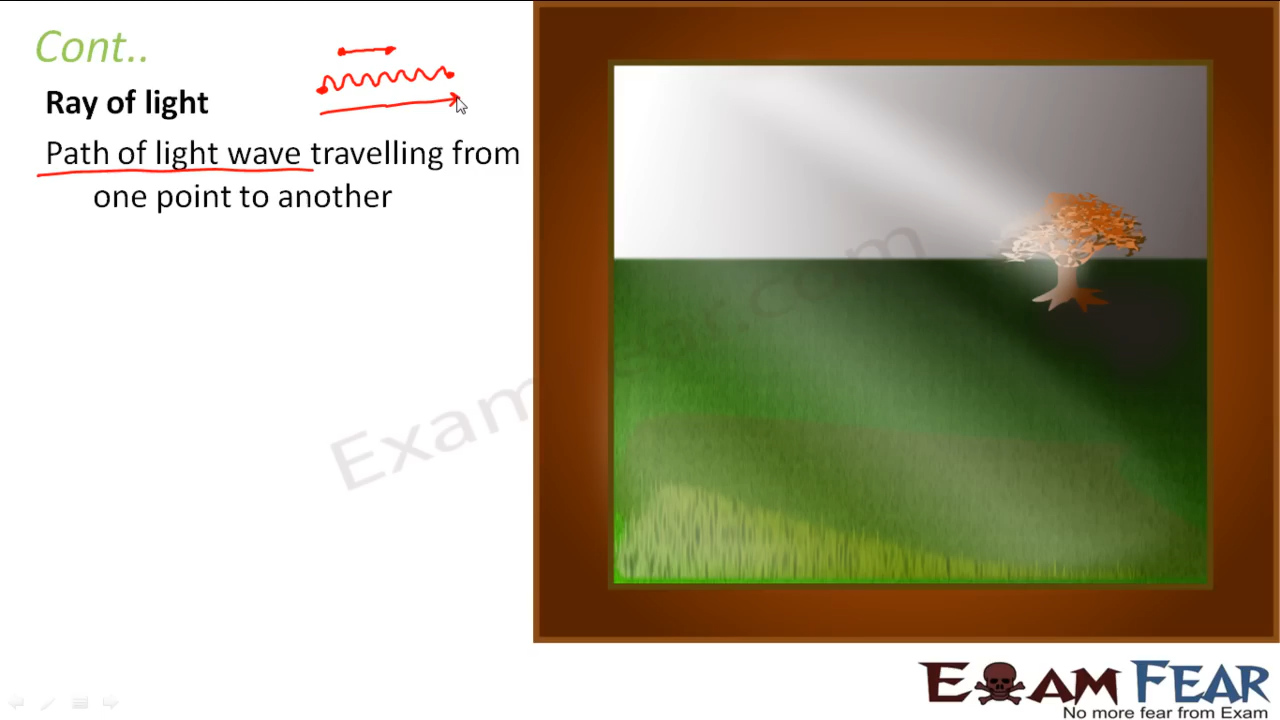 Cont..
Ray of light
Path of light wave travelling from
one point to another
EXAM FEAR
No more fear from Exam